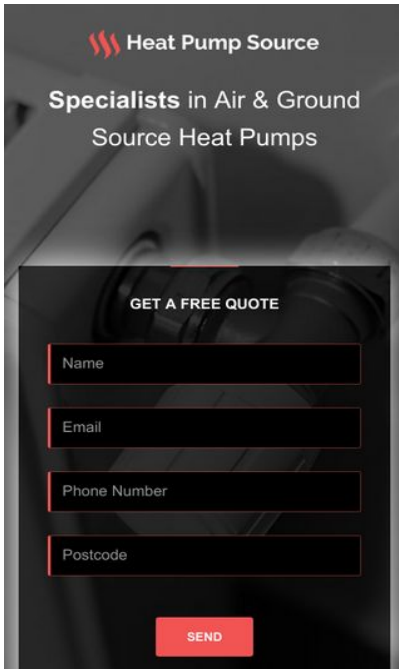 Heat Pump Source
Specialists in Air & Ground
Source Heat Pumps
GET A FREE QUOTE
Name
Email
Phone Number
Postcode
SEND